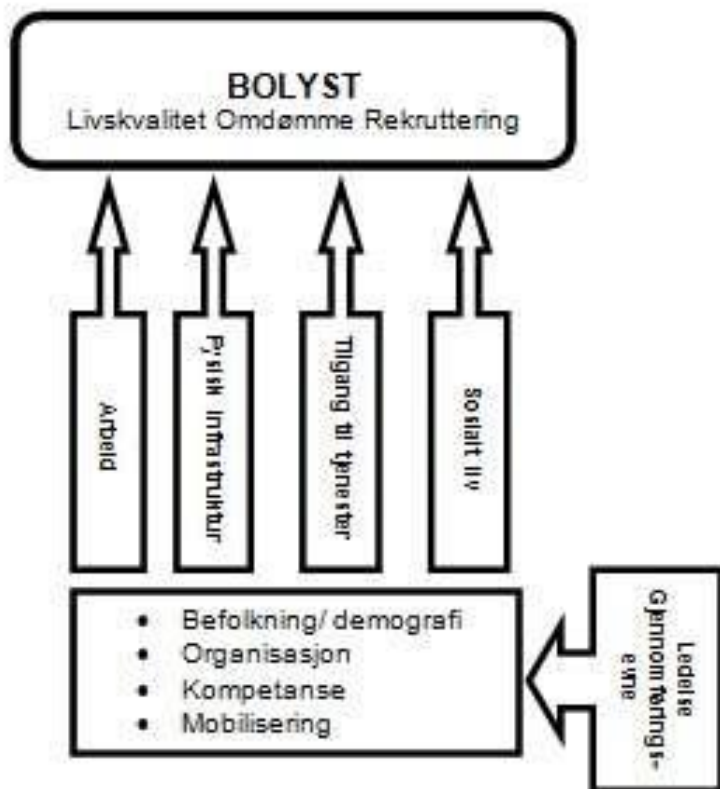 BOLYST
Livskvalitet Omdømme Rekruttering
Arbeid
Fysisk infrastruktur
Tilgang til tjenester
Sosialt liv
• Befolkning/ demografi
• Organisasjon
• Kompetanse
• Mobilisering
Ledelse
Gjennomførings-
evne